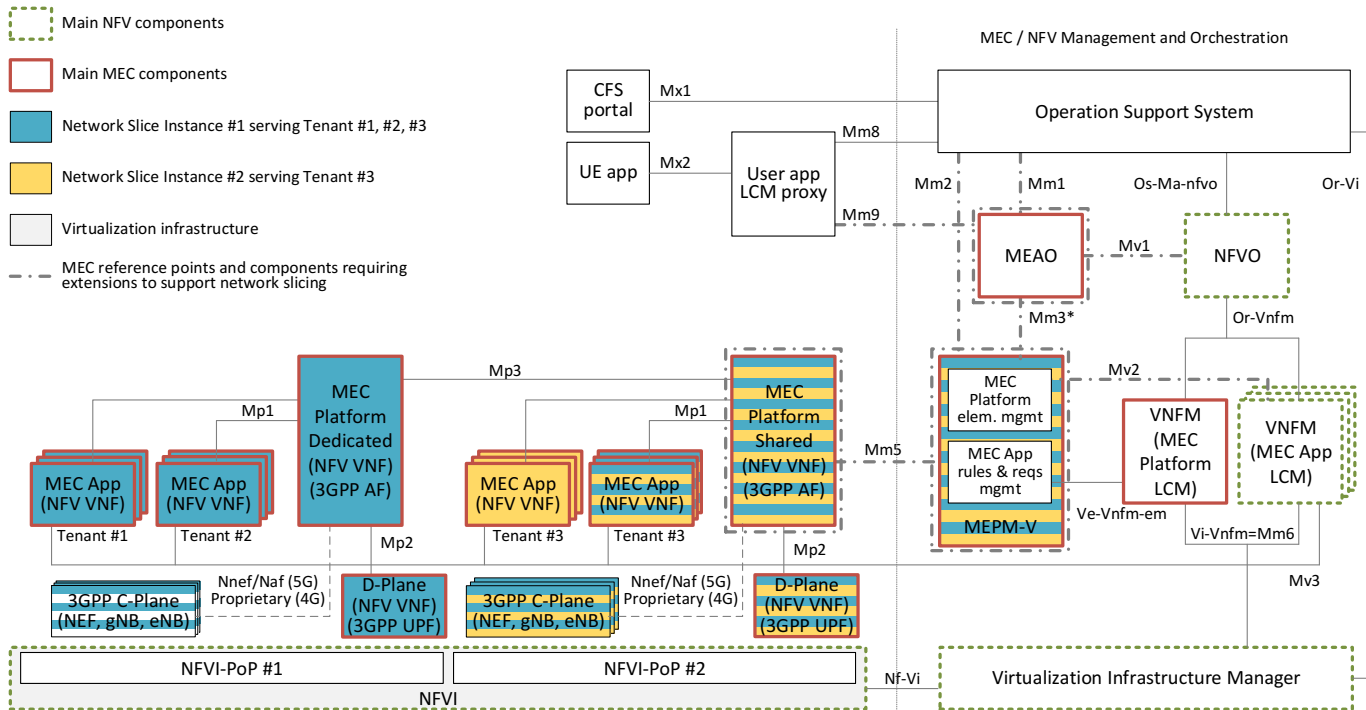 Main NFV components
Main MEC components
Network Slice Instance #1 serving Tenant #1, #2, #3
Network Slice Instance #2 serving Tenant #3
Virtualization infrastructure
MEC reference points and components requiring
extensions to support network slicing
MEC / NFV Management and Orchestration
CFS
portal
Mx1
Operation Support System
UE app
Mx2
User app
LCM proxy
Mm8
Mm9
Mm2
Mm1
Os-Ma-nfvo
Or-Vi
MEAO
Mv1
NFVO
Mm3*
Or-Vnfm
MEC
Platform
Dedicated
(NFV VNF)
(3GPP AF)
Mp3
Mp1
MEC
Platform
Shared
(NFV VNF)
(3GPP AF)
Mp1
Mm5
MEC
Platform
elem. mgmt
MEC App
rules & reqs
mgmt
MEPM-V
Mv2
VNFM
(MEC
Platform
LCM)
VNFM
(MEC App
LCM)
Ve-Vnfm-em
Vi-Vnfm=Mm6
Mv3
MEC App
(NFV VNF)
Tenant #1
MEC App
(NFV VNF)
Tenant #2
MEC App
(NFV VNF)
Tenant #3
MEC App
(NFV VNF)
Tenant #3
Mp2
Mp2
3GPP C-Plane
(NEF, gNB, eNB)
Nnef/Naf (5G)
Proprietary (4G)
D-Plane
(NFV VNF)
(3GPP UPF)
3GPP C-Plane
(NEF, gNB, eNB)
Nnef/Naf (5G)
Proprietary (4G)
D-Plane
(NFV VNF)
(3GPP UPF)
NFVI-PoP #1
NFVI-PoP #2
NFVI
Nf-Vi
Virtualization Infrastructure Manager